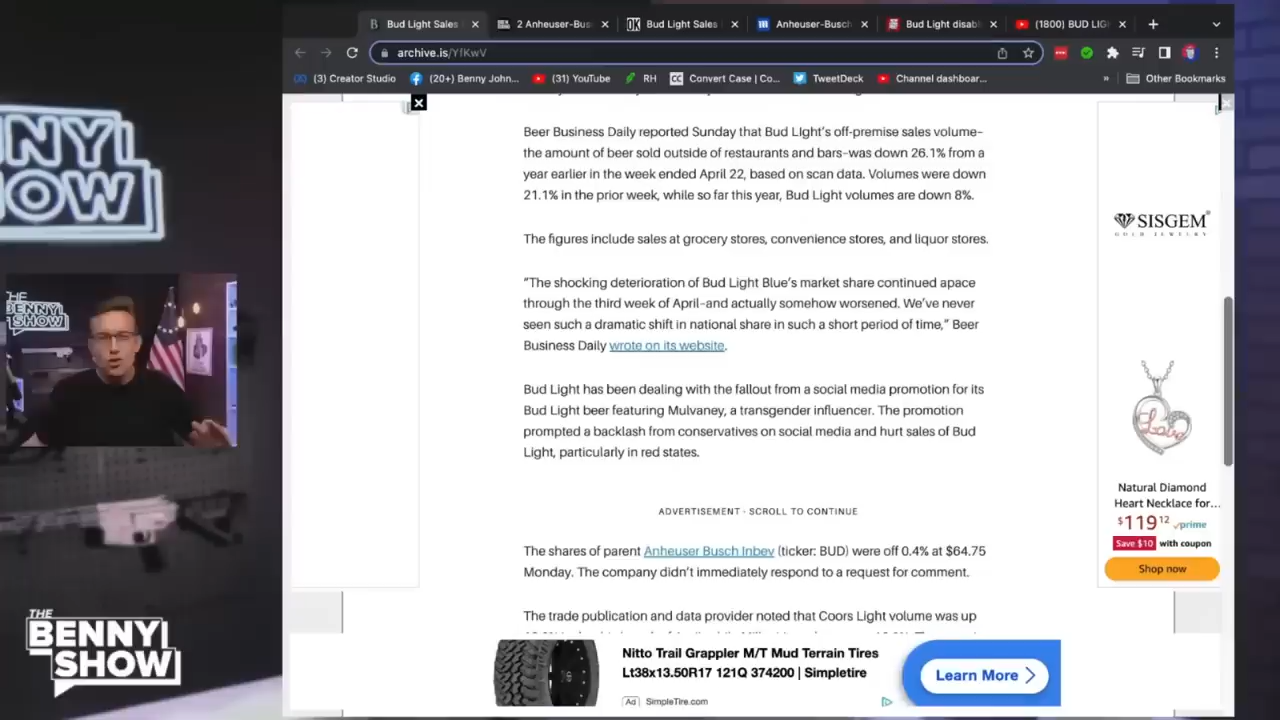 Bud Light Sales
2 Anheuser-Bus
OK Bud Light Sales
Anheuser-Busch
Bud Light disabl
(1800) BUD LIG
archive.is/YfKwV
(3) Creator Studio
(20+) Benny John...
(31) YouTube
RH
CC Convert Case | Co...
TweetDeck
Channel dashboar...
»
Other Bookmarks
Beer Business Daily reported Sunday that Bud LIght's off-premise sales volume–
the amount of beer sold outside of restaurants and bars–was down 26.1% from a
year earlier in the week ended April 22, based on scan data. Volumes were down
21.1% in the prior week, while so far this year, Bud Light volumes are down 8%.
The figures include sales at grocery stores, convenience stores, and liquor stores.
"The shocking deterioration of Bud Light Blue's market share continued apace
through the third week of April–and actually somehow worsened. We've never
seen such a dramatic shift in national share in such a short period of time," Beer
Business Daily wrote on its website.
Bud Light has been dealing with the fallout from a social media promotion for its
Bud Light beer featuring Mulvaney, a transgender influencer. The promotion
prompted a backlash from conservatives on social media and hurt sales of Bud
Light, particularly in red states.
ADVERTISEMENT - SCROLL TO CONTINUE
The shares of parent Anheuser Busch Inbev (ticker: BUD) were off 0.4% at $64.75
Monday. The company didn't immediately respond to a request for comment.
The trade publication and data provider noted that Coors Light volume was up
SISGEM
GOLD JEWELRY
Love
Natural Diamond
Heart Necklace for...
$119 12 prime
Save $10 with coupon
Shop now
Nitto Trail Grappler M/T Mud Terrain Tires
Lt38x13.50R17 121Q 374200 | Simpletire
Ad SimpleTire.com
Learn More
NNY
OW
THE
BENNY
SHOW
THE
BENNY
SHOW